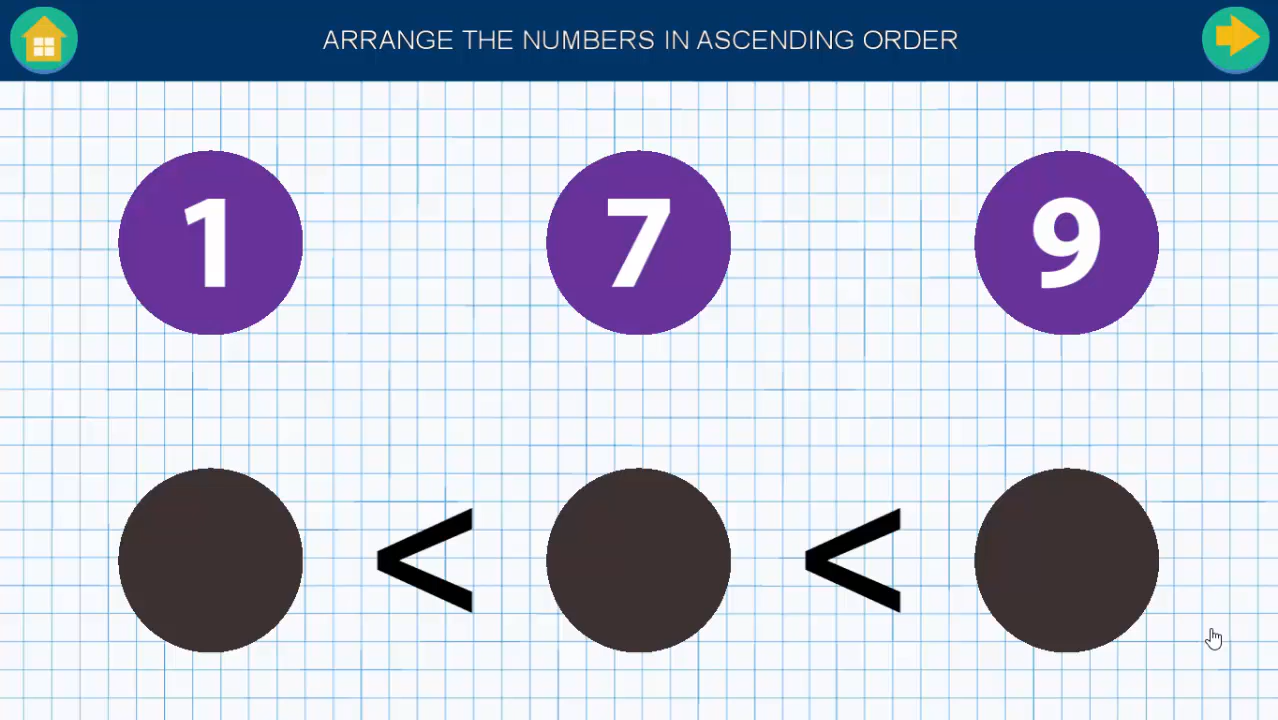 ARRANGE THE NUMBERS IN ASCENDING ORDER
1 7 9
< <